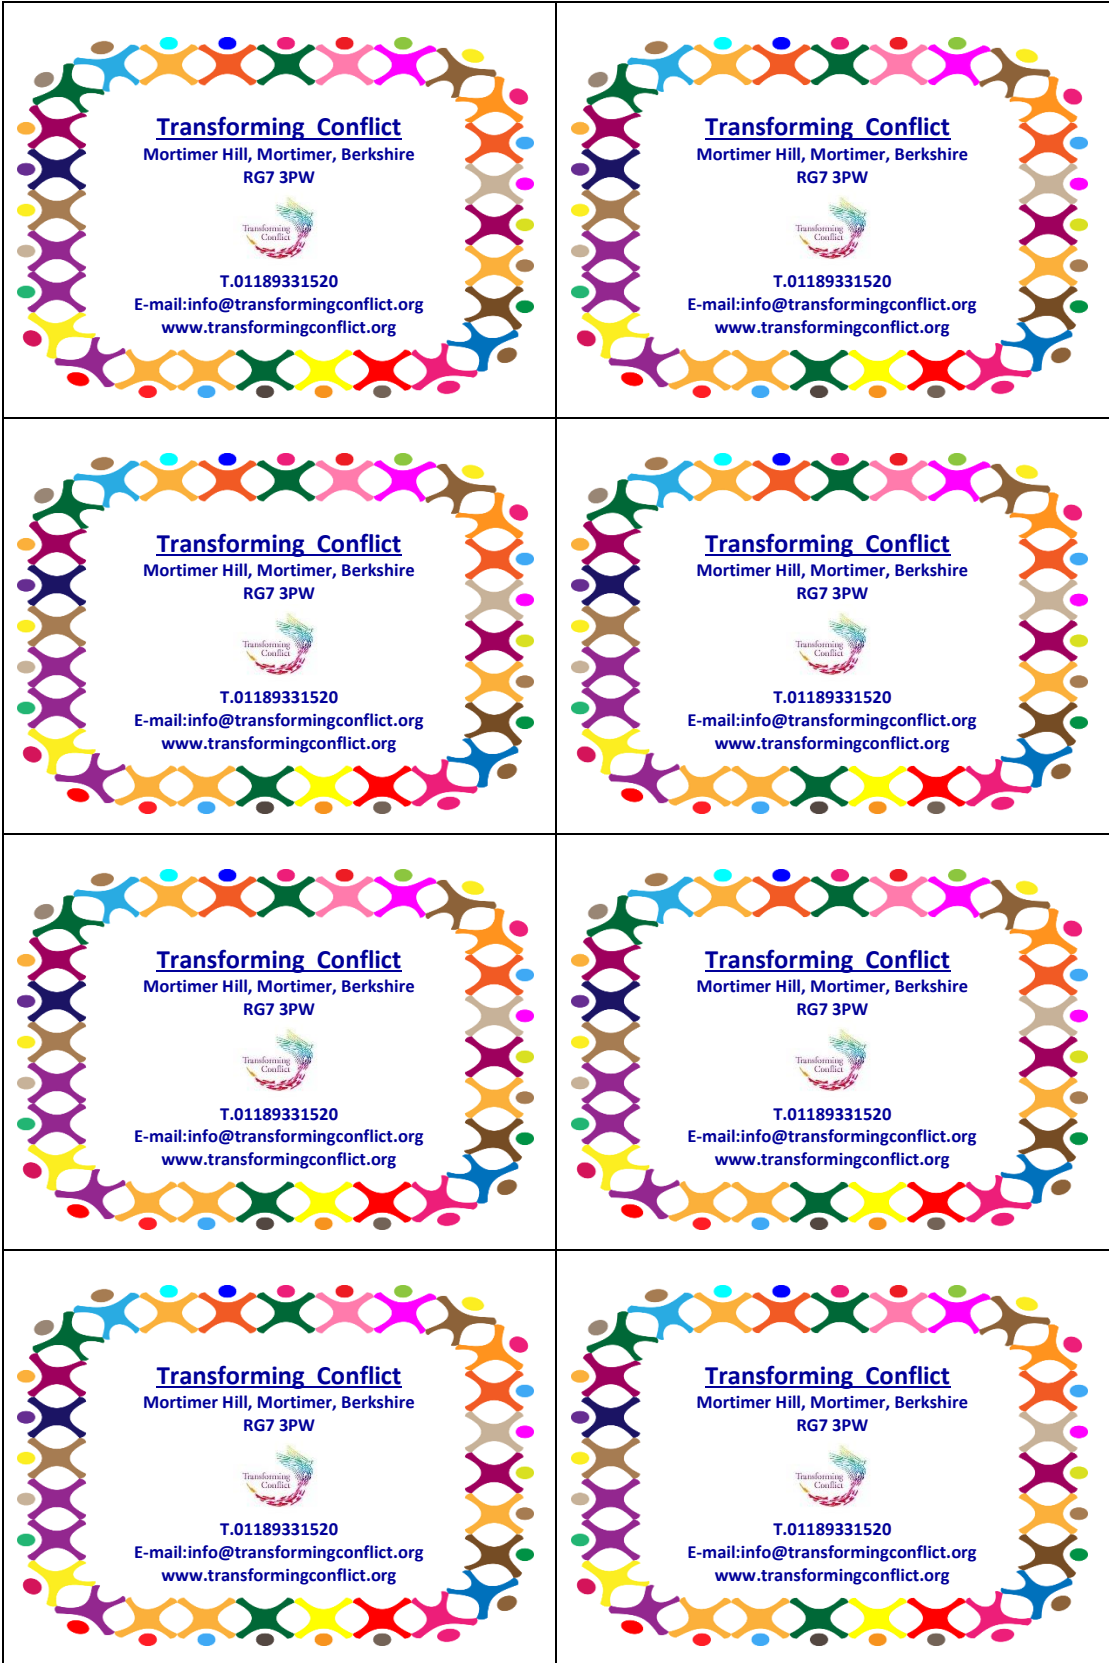 Transforming  Conflict
Mortimer Hill, Mortimer, Berkshire
RG7 3PW
Transforming
Conflict
T.01189331520
E-mail:info@transformingconflict.org
www.transformingconflict.org
Transforming  Conflict
Mortimer Hill, Mortimer, Berkshire
RG7 3PW
Transforming
Conflict
T.01189331520
E-mail:info@transformingconflict.org
www.transformingconflict.org
Transforming  Conflict
Mortimer Hill, Mortimer, Berkshire
RG7 3PW
Transforming
Conflict
T.01189331520
E-mail:info@transformingconflict.org
www.transformingconflict.org
Transforming  Conflict
Mortimer Hill, Mortimer, Berkshire
RG7 3PW
Transforming
Conflict
T.01189331520
E-mail:info@transformingconflict.org
www.transformingconflict.org
Transforming  Conflict
Mortimer Hill, Mortimer, Berkshire
RG7 3PW
Transforming
Conflict
T.01189331520
E-mail:info@transformingconflict.org
www.transformingconflict.org
Transforming  Conflict
Mortimer Hill, Mortimer, Berkshire
RG7 3PW
Transforming
Conflict
T.01189331520
E-mail:info@transformingconflict.org
www.transformingconflict.org
Transforming  Conflict
Mortimer Hill, Mortimer, Berkshire
RG7 3PW
Transforming
Conflict
T.01189331520
E-mail:info@transformingconflict.org
www.transformingconflict.org
Transforming  Conflict
Mortimer Hill, Mortimer, Berkshire
RG7 3PW
Transforming
Conflict
T.01189331520
E-mail:info@transformingconflict.org
www.transformingconflict.org